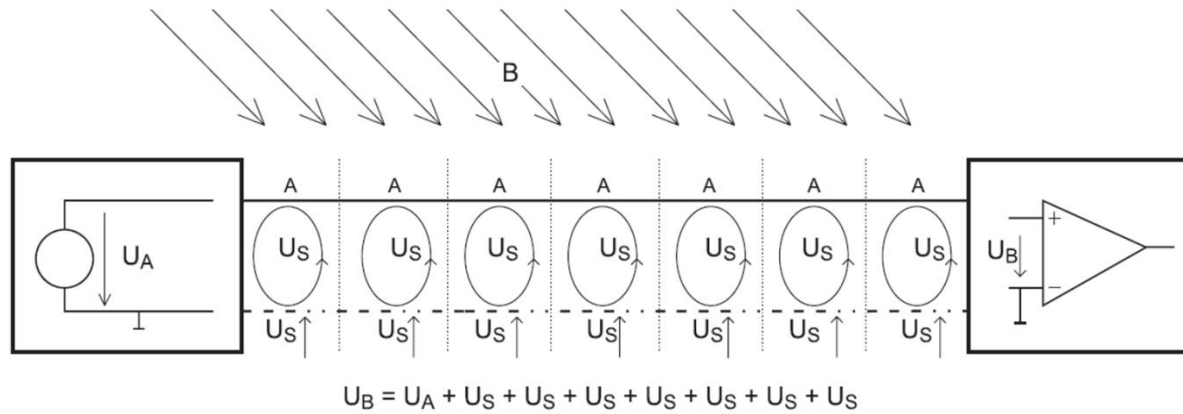 B
A A A A A A A
U_A U_S U_S U_S U_S U_S U_S U_S U_B + −
U_S U_S U_S U_S U_S U_S U_S
U_B = U_A + U_S + U_S + U_S + U_S + U_S + U_S + U_S